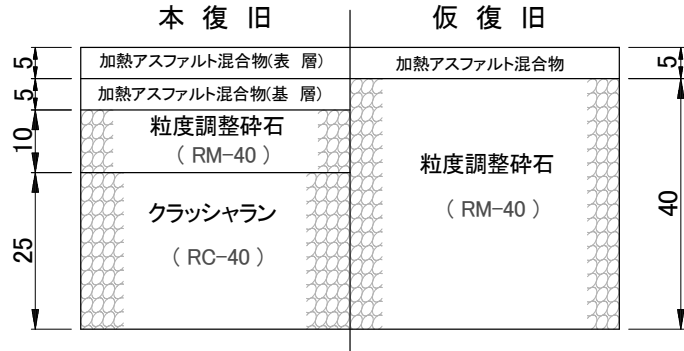 本 復 旧
仮 復 旧
5
加熱アスファルト混合物(表 層)
加熱アスファルト混合物
5
5
加熱アスファルト混合物(基 層)
10
粒度調整砕石
( RM-40 )
25
クラッシャラン
( RC-40 )
粒度調整砕石
( RM-40 )
40